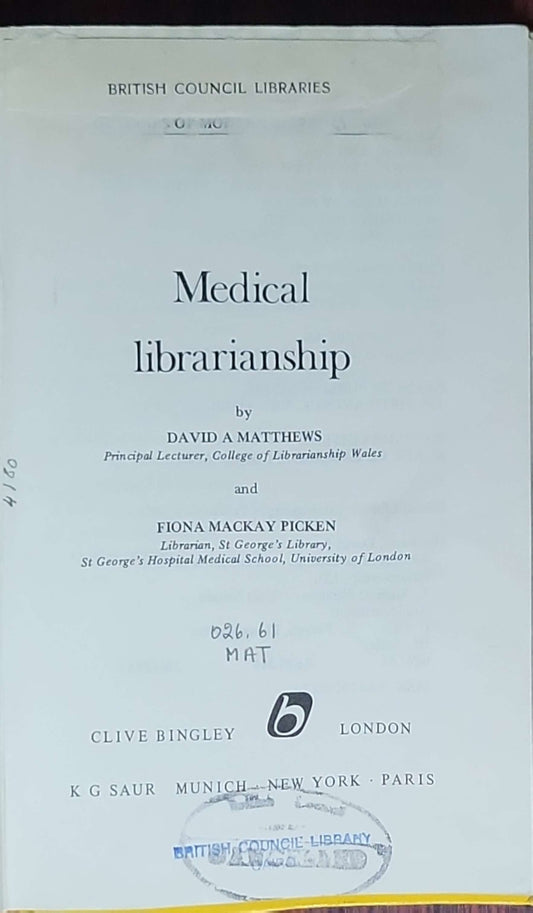 BRITISH COUNCIL LIBRARIES
Medical
librarianship
by
DAVID A MATTHEWS
Principal Lecturer, College of Librarianship Wales
and
FIONA MACKAY PICKEN
Librarian, St George's Library,
St George's Hospital Medical School, University of London
4/80
026.61
MAT
CLIVE BINGLEY b LONDON
K G SAUR MUNICH · NEW YORK · PARIS
BRITISH COUNCIL LIBRARY